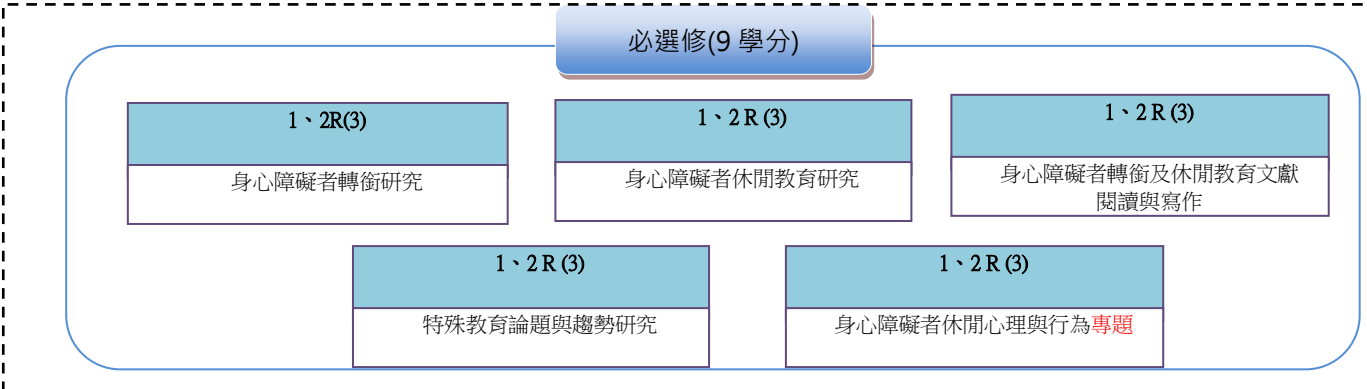 必選修(9 學分)
1、2R(3)
1、2 R (3)
1、2 R (3)
身心障礙者轉銜研究
身心障礙者休閒教育研究
身心障礙者轉銜及休閒教育文獻
閱讀與寫作
1、2 R (3)
1、2 R (3)
特殊教育論題與趨勢研究
身心障礙者休閒心理與行為專題